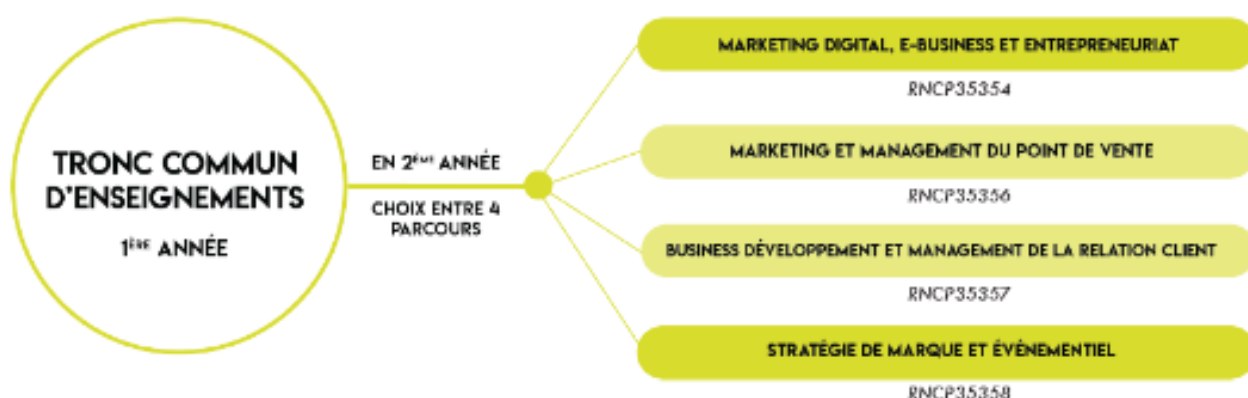 TRONC COMMUN
D'ENSEIGNEMENTS
1ÈRE ANNÉE
EN 2ÈME ANNÉE
CHOIX ENTRE 4
PARCOURS
MARKETING DIGITAL, E-BUSINESS ET ENTREPRENEURIAT
RNCP35354
MARKETING ET MANAGEMENT DU POINT DE VENTE
RNCP35356
BUSINESS DÉVELOPPEMENT ET MANAGEMENT DE LA RELATION CLIENT
RNCP35357
STRATÉGIE DE MARQUE ET ÉVÉNEMENTIEL
RNCP35358